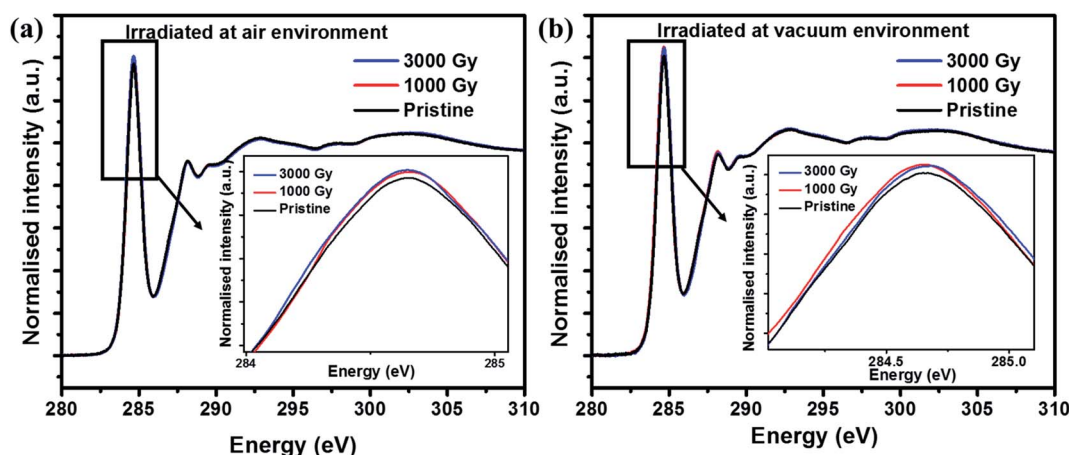 (a)
Irradiated at air environment
3000 Gy
1000 Gy
Pristine
Normalised intensity (a.u.)
Normalised intensity (a.u.)
3000 Gy
1000 Gy
Pristine
284
285
Energy (eV)
280 285 290 295 300 305 310
Energy (eV)
(b)
Irradiated at vacuum environment
3000 Gy
1000 Gy
Pristine
Normalised intensity (a.u.)
Normalised intensity (a.u.)
3000 Gy
1000 Gy
Pristine
284.5
285.0
Energy (eV)
280 285 290 295 300 305 310
Energy (eV)